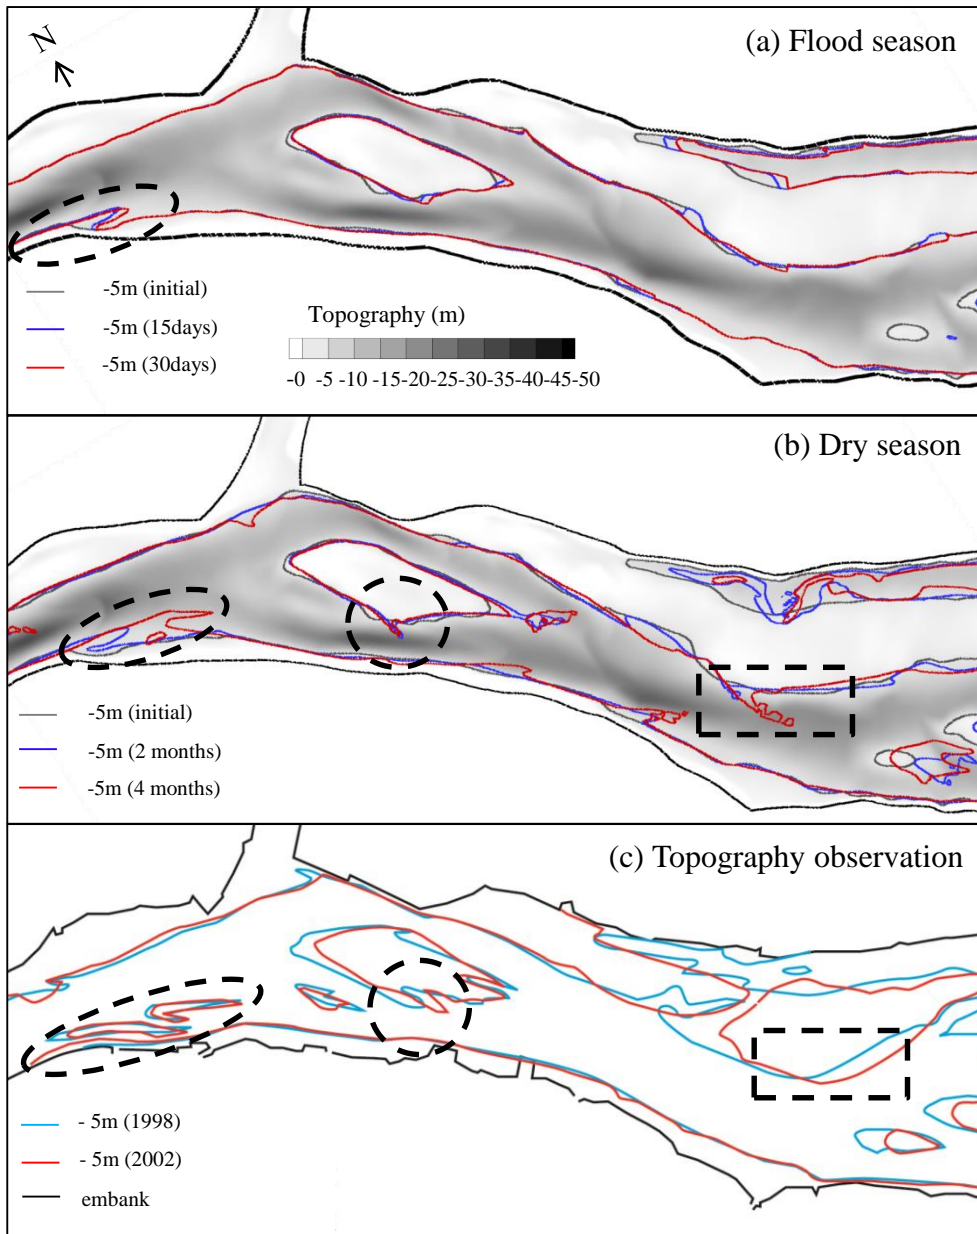 (a) Flood season
N
-5m (initial)
-5m (15days)
-5m (30days)
Topography (m)
-0 -5 -10 -15-20-25-30-35-40-45-50
(b) Dry season
-5m (initial)
-5m (2 months)
-5m (4 months)
(c) Topography observation
- 5m (1998)
- 5m (2002)
embank